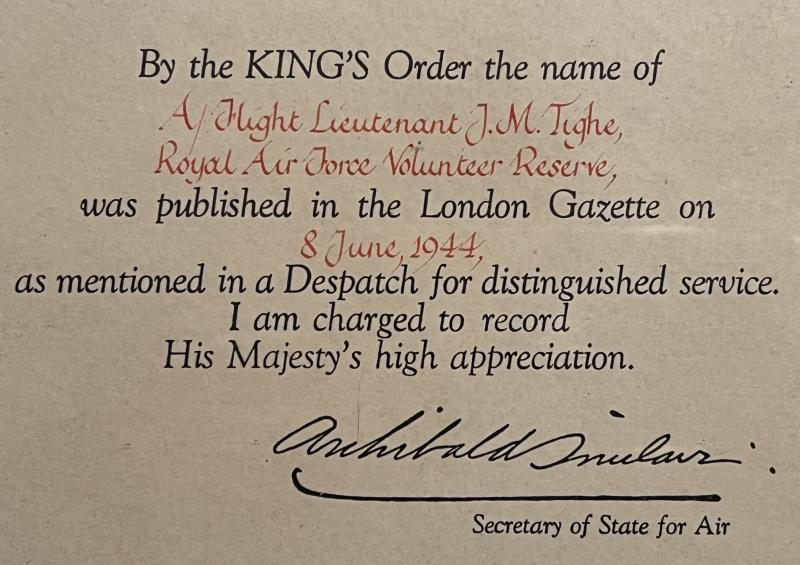 By the KING'S Order the name of
A/Flight Lieutenant J.M. Tighe,
Royal Air Force Volunteer Reserve,
was published in the London Gazette on
8 June, 1944,
as mentioned in a Despatch for distinguished service.
I am charged to record
His Majesty's high appreciation.
Archibald Sinclair
Secretary of State for Air